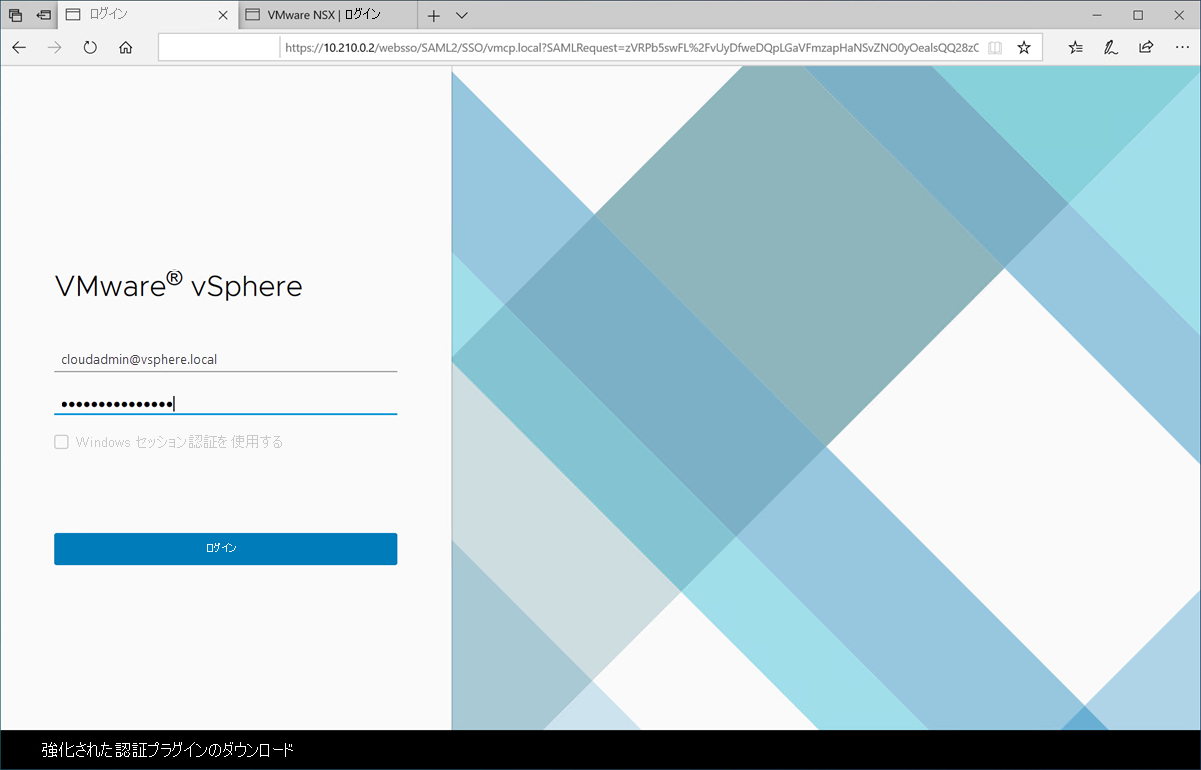 ログイン
VMware NSX | ログイン
https://10.210.0.2/websso/SAML2/SSO/vmcp.local?SAMLRequest=zVRPb5swFL%2FvUyDfweDQpLGaVFmzapHaNSvZNO0yOealsQQ28zC
VMware® vSphere
cloudadmin@vsphere.local
•••••••••••••••
Windows セッション認証を使用する
ログイン
強化された認証プラグインのダウンロード